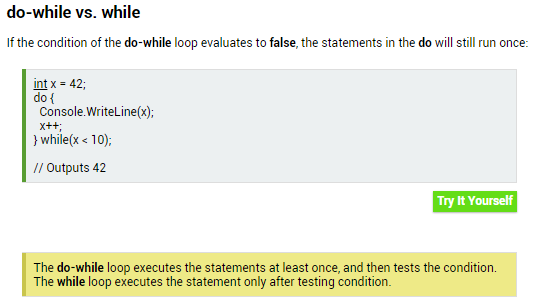 do-while vs. while
If the condition of the do-while loop evaluates to false, the statements in the do will still run once:
int x = 42;
do {
Console.WriteLine(x);
x++;
} while(x < 10);
// Outputs 42
Try It Yourself
The do-while loop executes the statements at least once, and then tests the condition.
The while loop executes the statement only after testing condition.